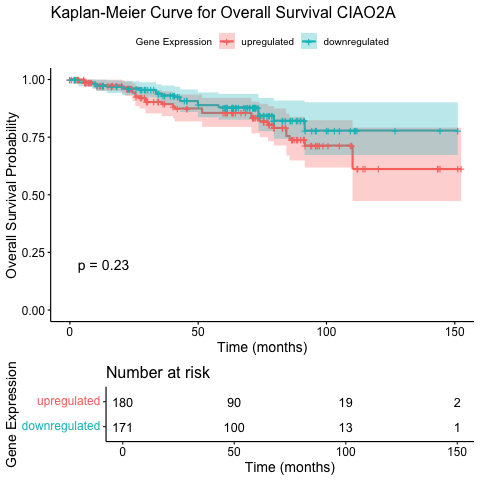 Kaplan-Meier Curve for Overall Survival CIAO2A
Gene Expression upregulated downregulated
Overall Survival Probability
1.00
0.75
0.50
0.25
0.00
p = 0.23
0 50 100 150
Time (months)
Number at risk
Gene Expression
upregulated 180 90 19 2
downregulated 171 100 13 1
0 50 100 150
Time (months)